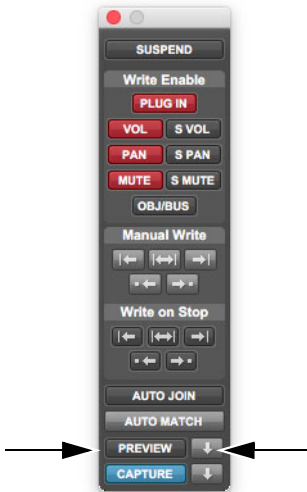 SUSPEND
Write Enable
PLUG IN
VOL S VOL
PAN S PAN
MUTE S MUTE
OBJ/BUS
Manual Write
Write on Stop
AUTO JOIN
AUTO MATCH
PREVIEW
CAPTURE